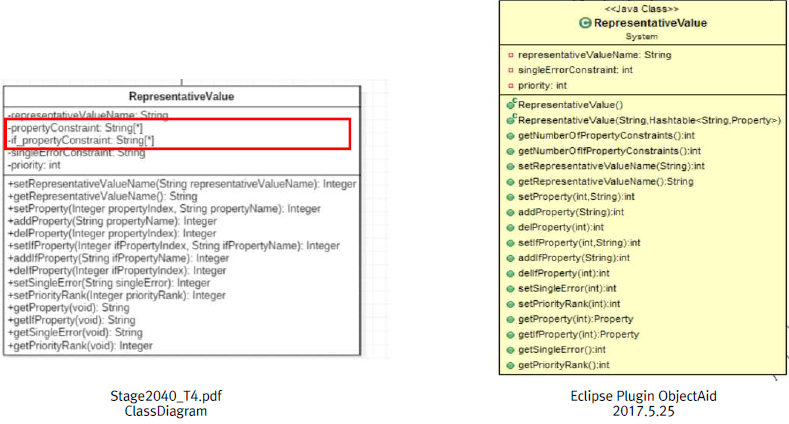 RepresentativeValue
-representativeValueName: String
-propertyConstraint: String[*]
-if_propertyConstraint: String[*]
-singleErrorConstraint: String
-priority: int
+setRepresentativeValueName(String representativeValueName): Integer
+getRepresentativeValueName(): String
+setProperty(Integer propertyIndex, String propertyName): Integer
+addProperty(String propertyName): Integer
+delProperty(Integer propertyIndex): Integer
+setIfProperty(Integer ifPropertyIndex, String ifPropertyName): Integer
+addIfProperty(String ifPropertyName): Integer
+delfProperty(Integer ifPropertyIndex): Integer
+setSingleError(String singleError): Integer
+setPriorityRank(Integer priorityRank): Integer
+getProperty(void): String
+getIfProperty(void): String
+getSingleError(void): String
+getPriorityRank(void): Integer
Stage2040_T4.pdf
ClassDiagram
<<Java Class>>
RepresentativeValue
System
representativeValueName: String
singleErrorConstraint: int
priority: int
RepresentativeValue()
RepresentativeValue(String,Hashtable<String,Property>)
getNumberOfPropertyConstraints():int
getNumberOfIfPropertyConstraints():int
setRepresentativeValueName(String):int
getRepresentativeValueName():String
setProperty(int,String):int
addProperty(String):int
delProperty(int):int
setIfProperty(int,String):int
addIfProperty(String):int
delIfProperty(int):int
setSingleError(int):int
setPriorityRank(int):int
getProperty(int):Property
getIfProperty(int):Property
getSingleError():int
getPriorityRank():int
Eclipse Plugin ObjectAid
2017.5.25